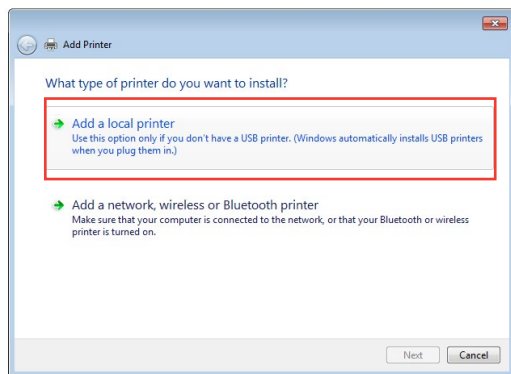 Add Printer
What type of printer do you want to install?
Add a local printer
Use this option only if you don't have a USB printer. (Windows automatically installs USB printers
when you plug them in.)
Add a network, wireless or Bluetooth printer
Make sure that your computer is connected to the network, or that your Bluetooth or wireless
printer is turned on.
Next Cancel